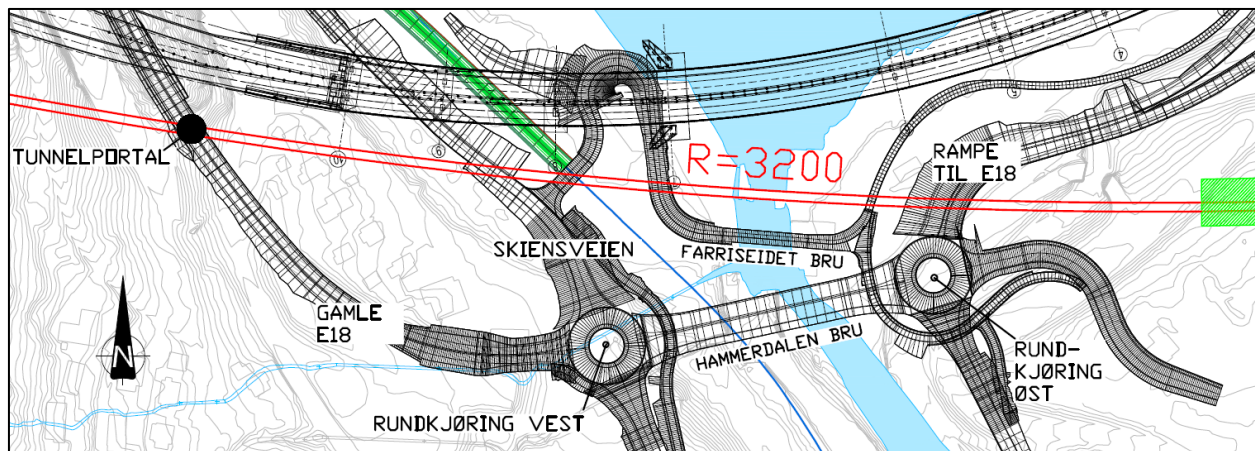 TUNNELPORTAL
R=3200
RAMPE
TIL E18
SKIENSVEIEN
FARRISEIDET BRU
GAMLE
E18
HAMMERDALEN BRU
N
RUND-
KJØRING
ØST
RUNDKJØRING VEST